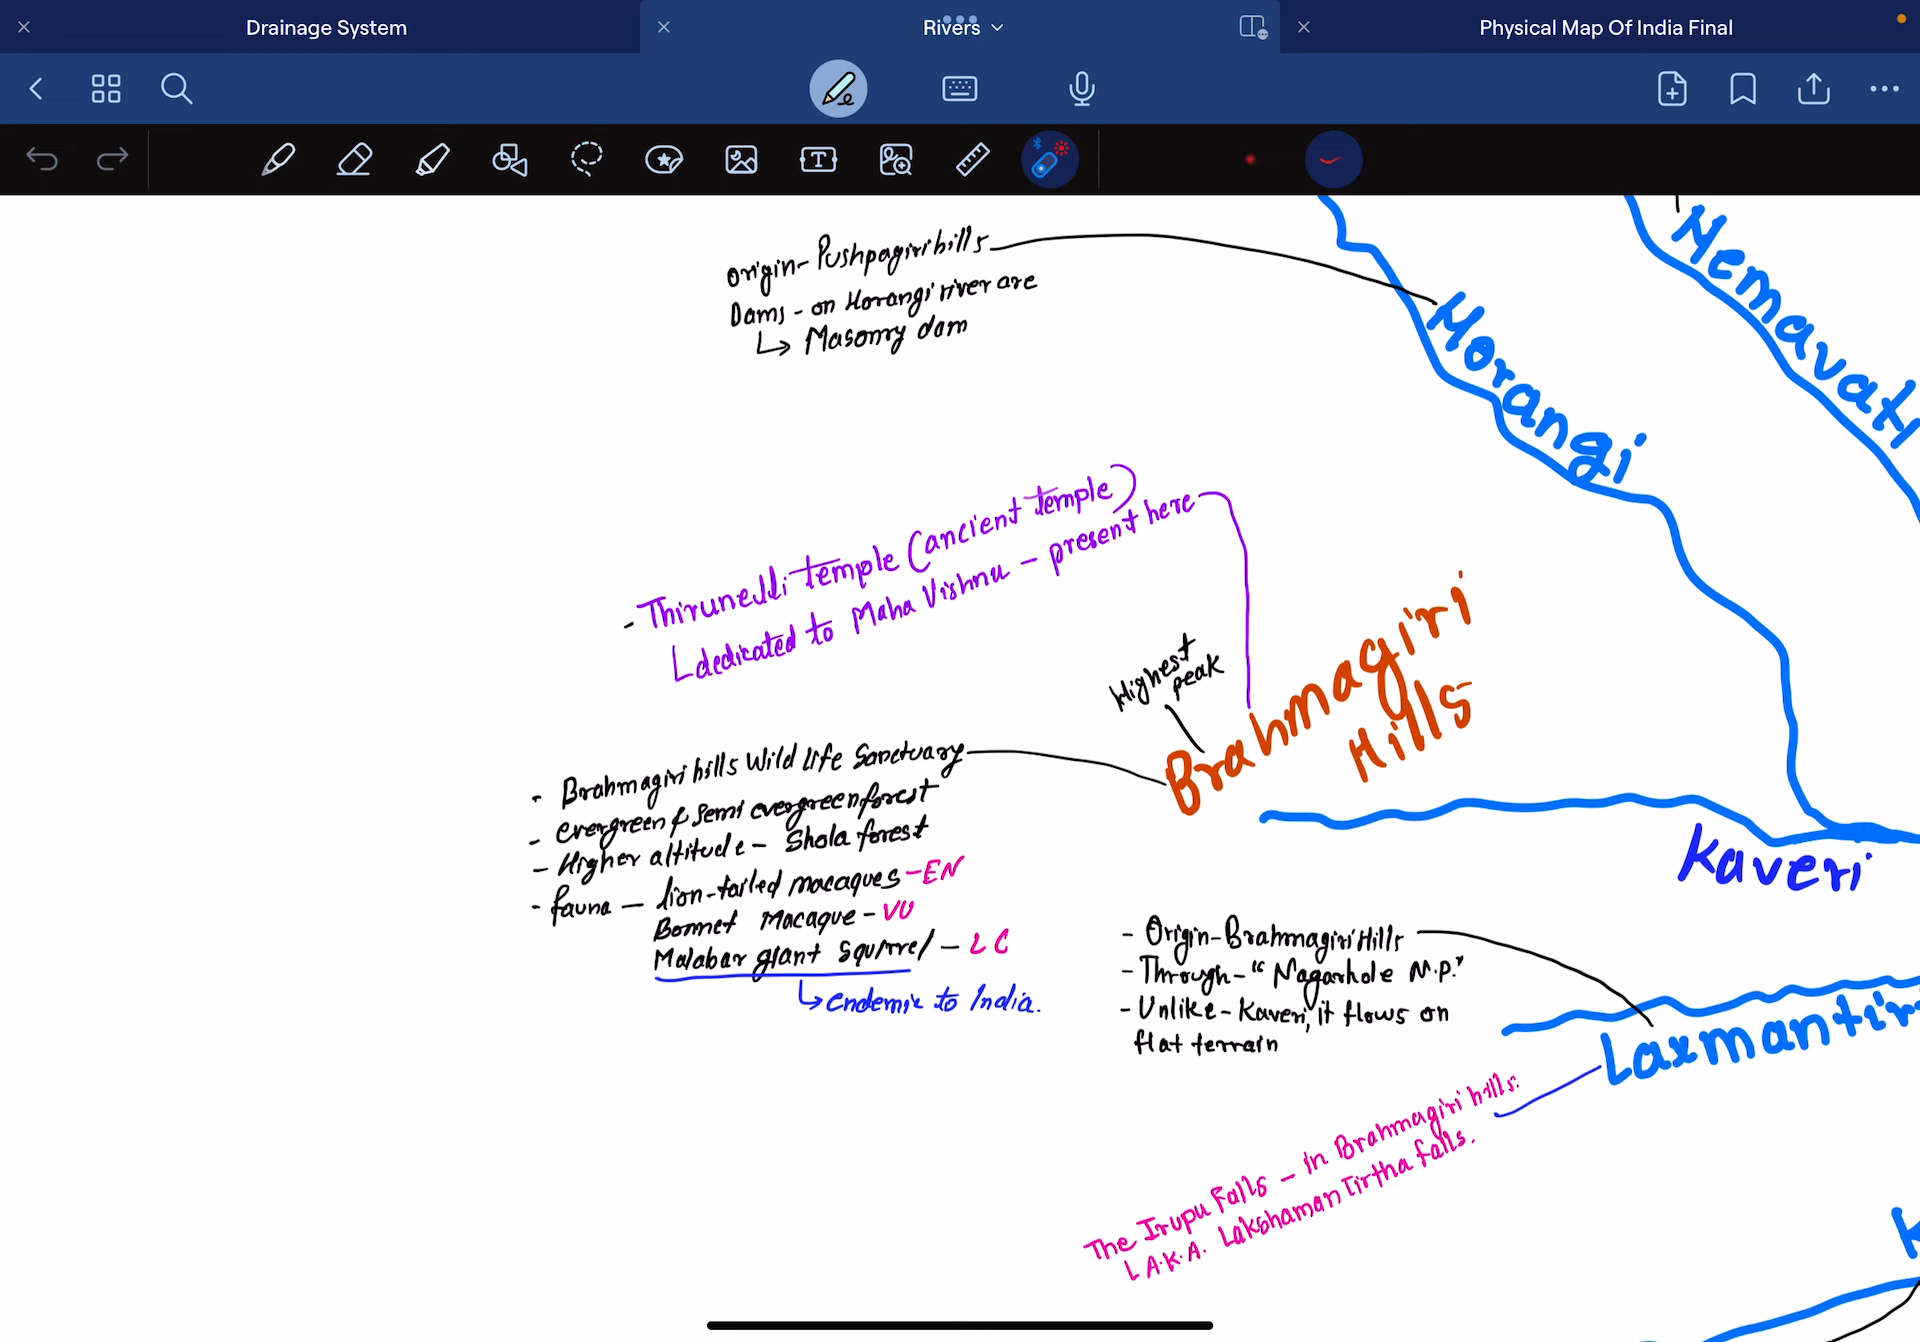 Drainage System
Rivers
Physical Map Of India Final
Origin- Pushpagiri hills
Dams - on Horangi river are
Masonry dam
Horangi
Hemavati
- Thirunelli temple (ancient temple)
dedicated to Maha Vishnu - present here
Highest
peak
Brahmagiri
Hills
- Brahmagiri hills Wild life Sanctuary
- evergreen & semi evergreen forest
- Higher altitude - Shola forest
- fauna - lion-tailed macaques - EN
Bonnet Macaque - VU
Malabar giant squirrel - LC
endemic to India.
Kaveri
- Origin - Brahmagiri Hills
- Through - "Nagarhole N.P."
- Unlike - Kaveri, it flows on
flat terrain
Laxmantir
The Irupu Falls - in Brahmagiri hills.
A.K.A. Lakshaman Tirtha falls.
K